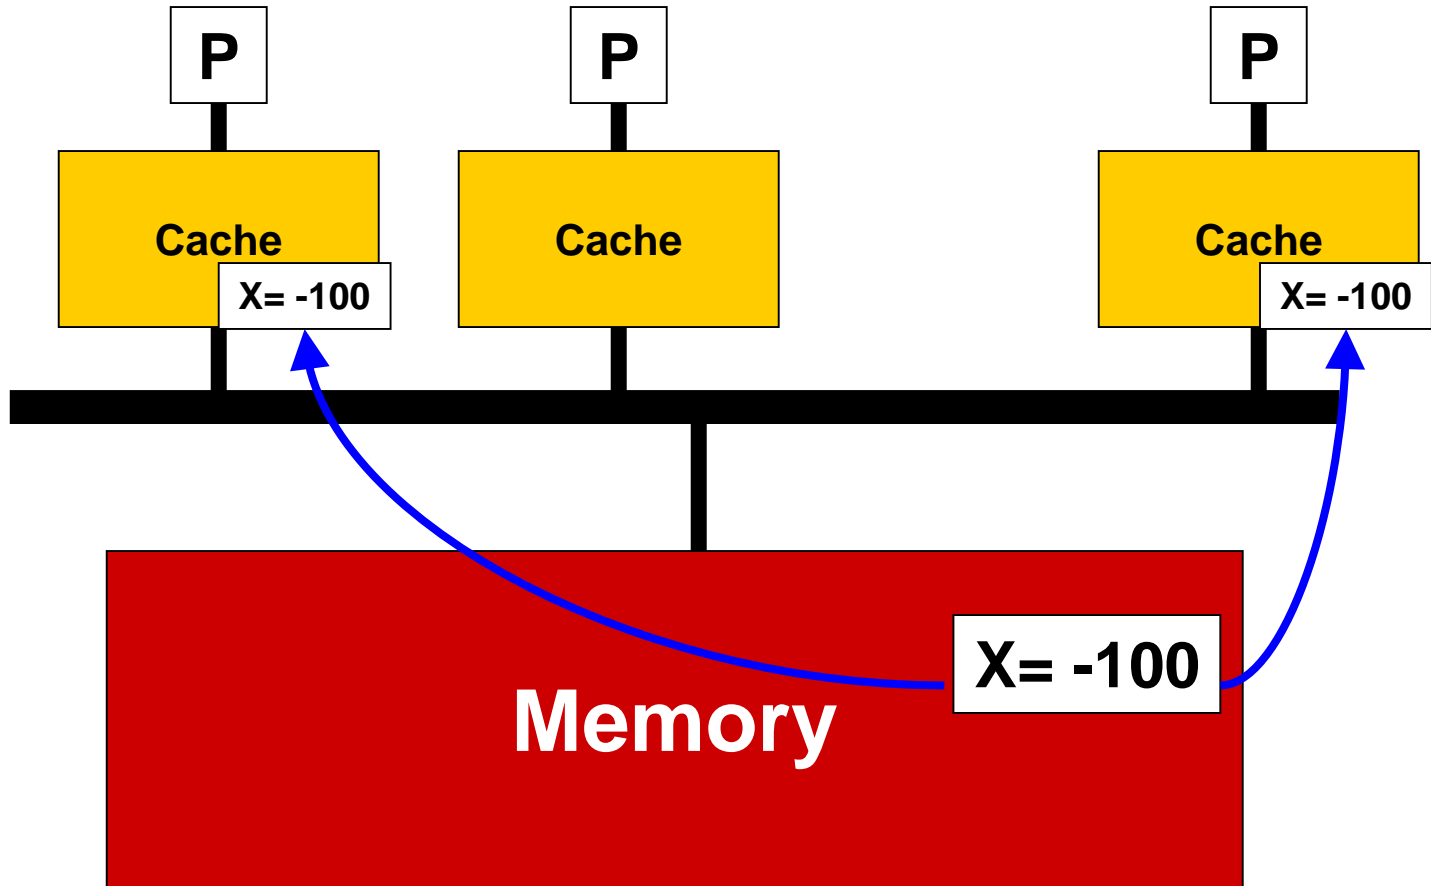 P
P
P
Cache
Cache
Cache
X= -100
X= -100
X= -100
Memory